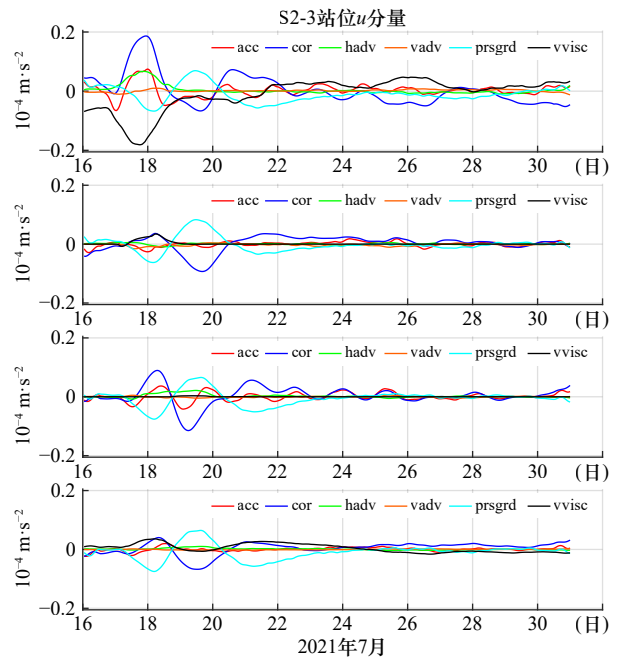 S2-3站位u分量
0.2
acc cor hadv vadv prsgrd vvisc
0
10⁻⁴ m·s⁻²
−0.2
16 18 20 22 24 26 28 30 (日)
0.2
acc cor hadv vadv prsgrd vvisc
0
10⁻⁴ m·s⁻²
−0.2
16 18 20 22 24 26 28 30 (日)
0.2
acc cor hadv vadv prsgrd vvisc
0
10⁻⁴ m·s⁻²
−0.2
16 18 20 22 24 26 28 30 (日)
0.2
acc cor hadv vadv prsgrd vvisc
0
10⁻⁴ m·s⁻²
−0.2
16 18 20 22 24 26 28 30 (日)
2021年7月